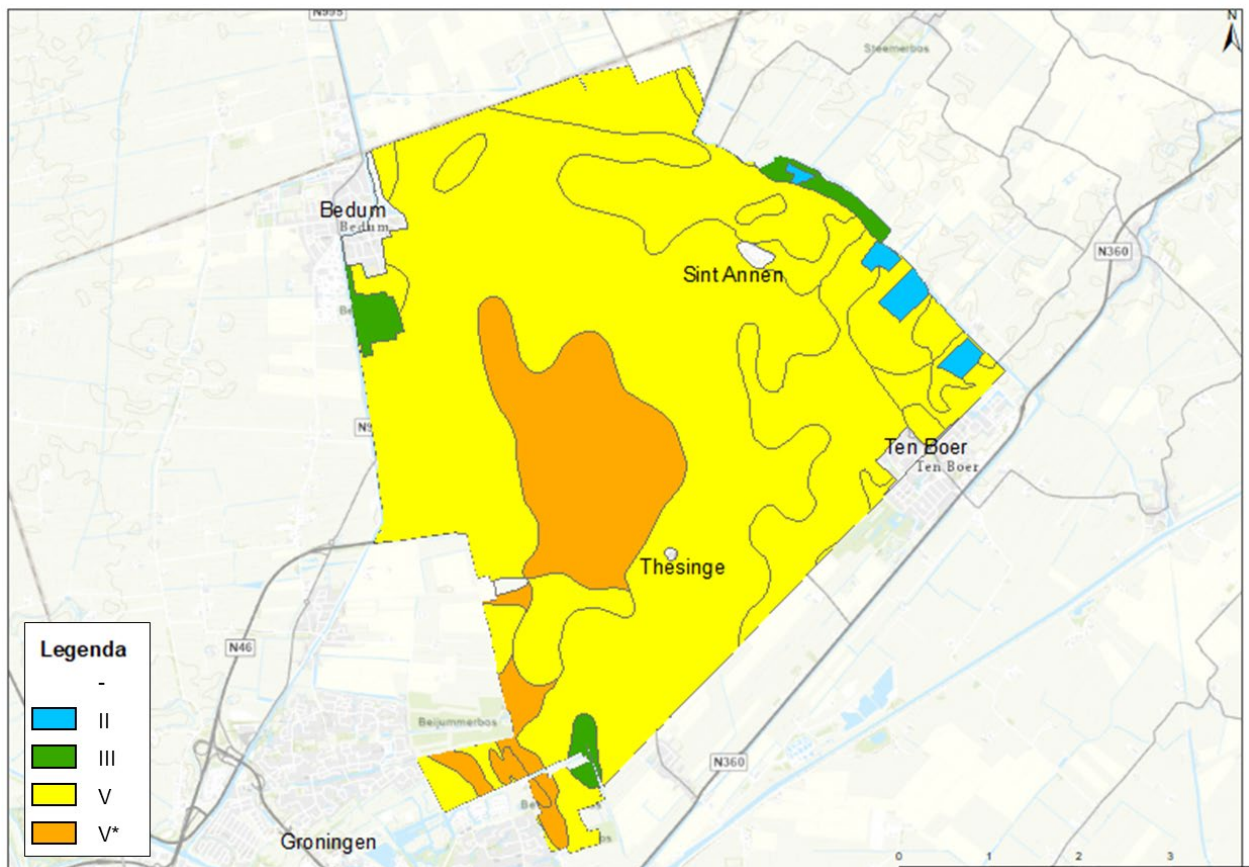 N995
N
Steemerbos
Bedum
Bedum
N360
Sint Annen
Ten Boer
Ten Boer
Thesinge
Legenda
-
II
III
V
V*
N46
Beijummerbos
N360
Groningen
0 1 2 3